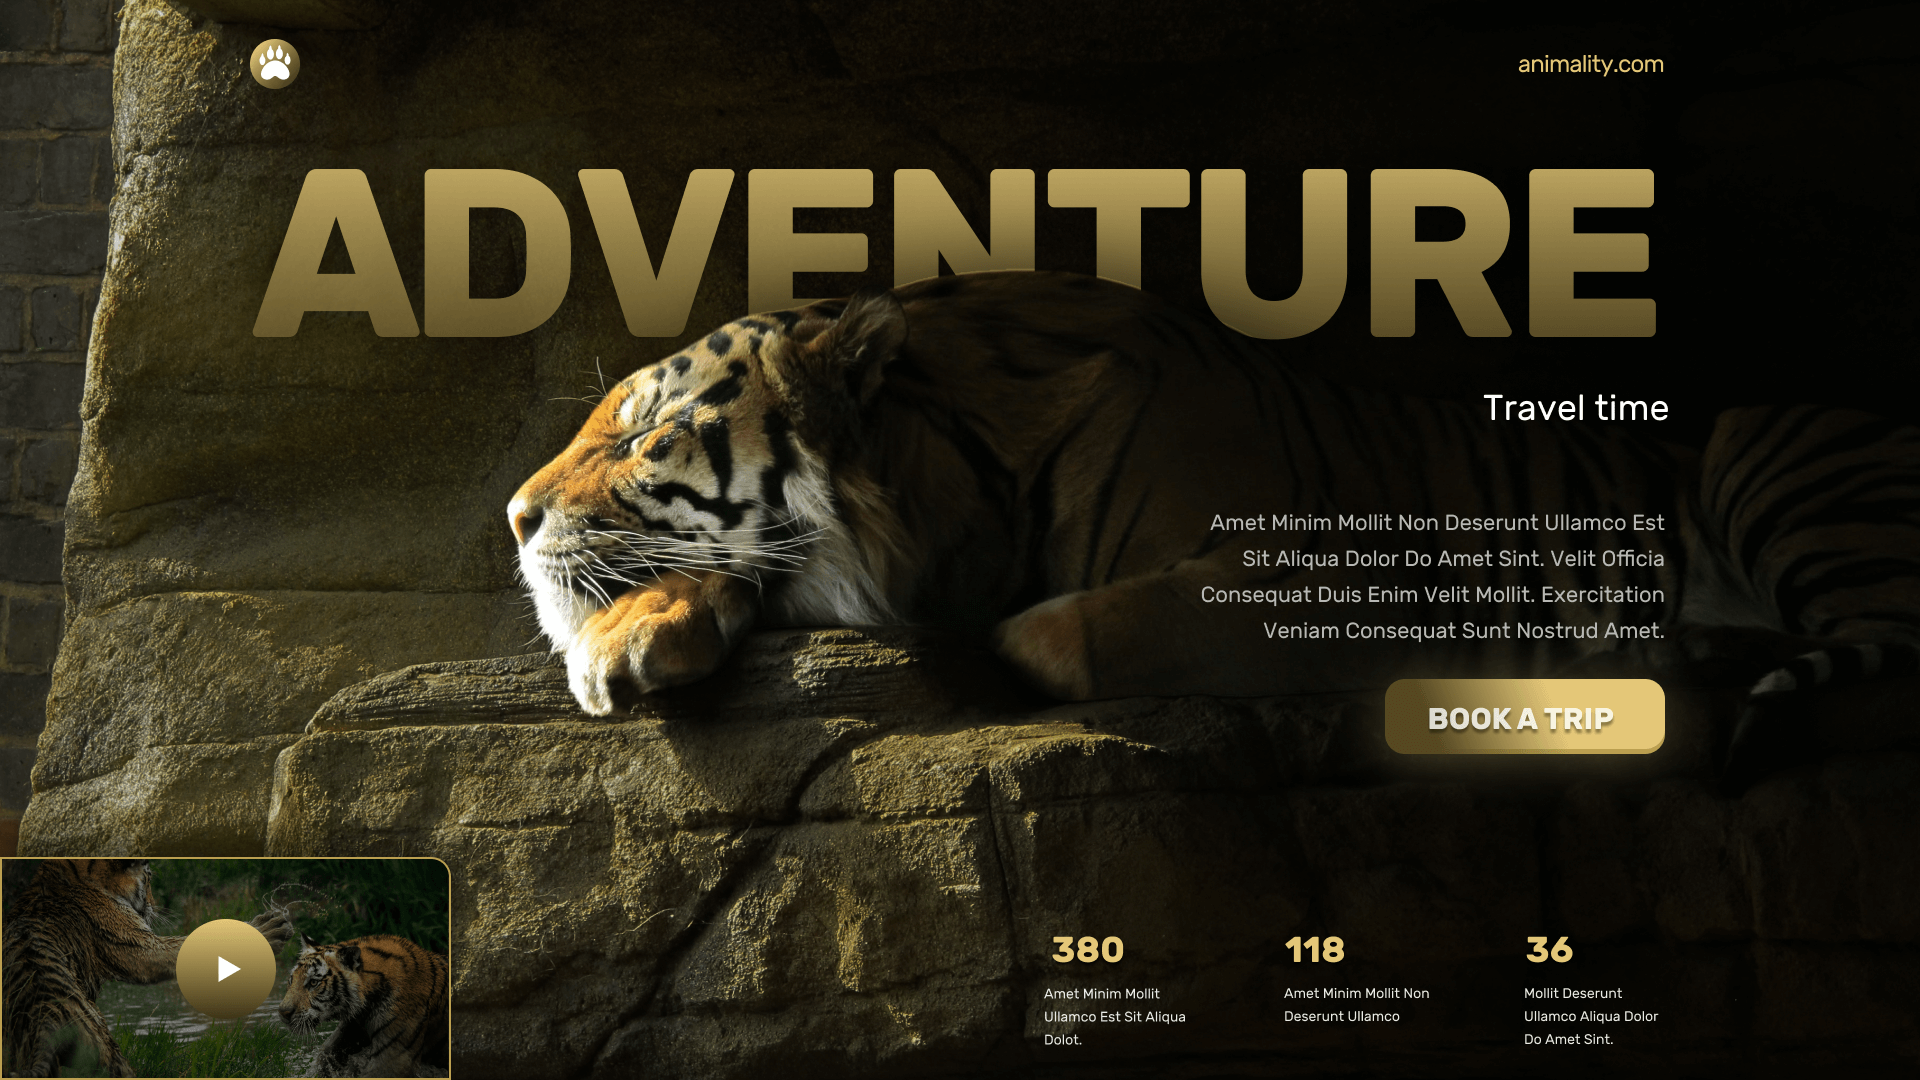 animality.com
ADVENTURE
Travel time
Amet Minim Mollit Non Deserunt Ullamco Est
Sit Aliqua Dolor Do Amet Sint. Velit Officia
Consequat Duis Enim Velit Mollit. Exercitation
Veniam Consequat Sunt Nostrud Amet.
BOOK A TRIP
380
Amet Minim Mollit
Ullamco Est Sit Aliqua
Dolot.
118
Amet Minim Mollit Non
Deserunt Ullamco
36
Mollit Deserunt
Ullamco Aliqua Dolor
Do Amet Sint.